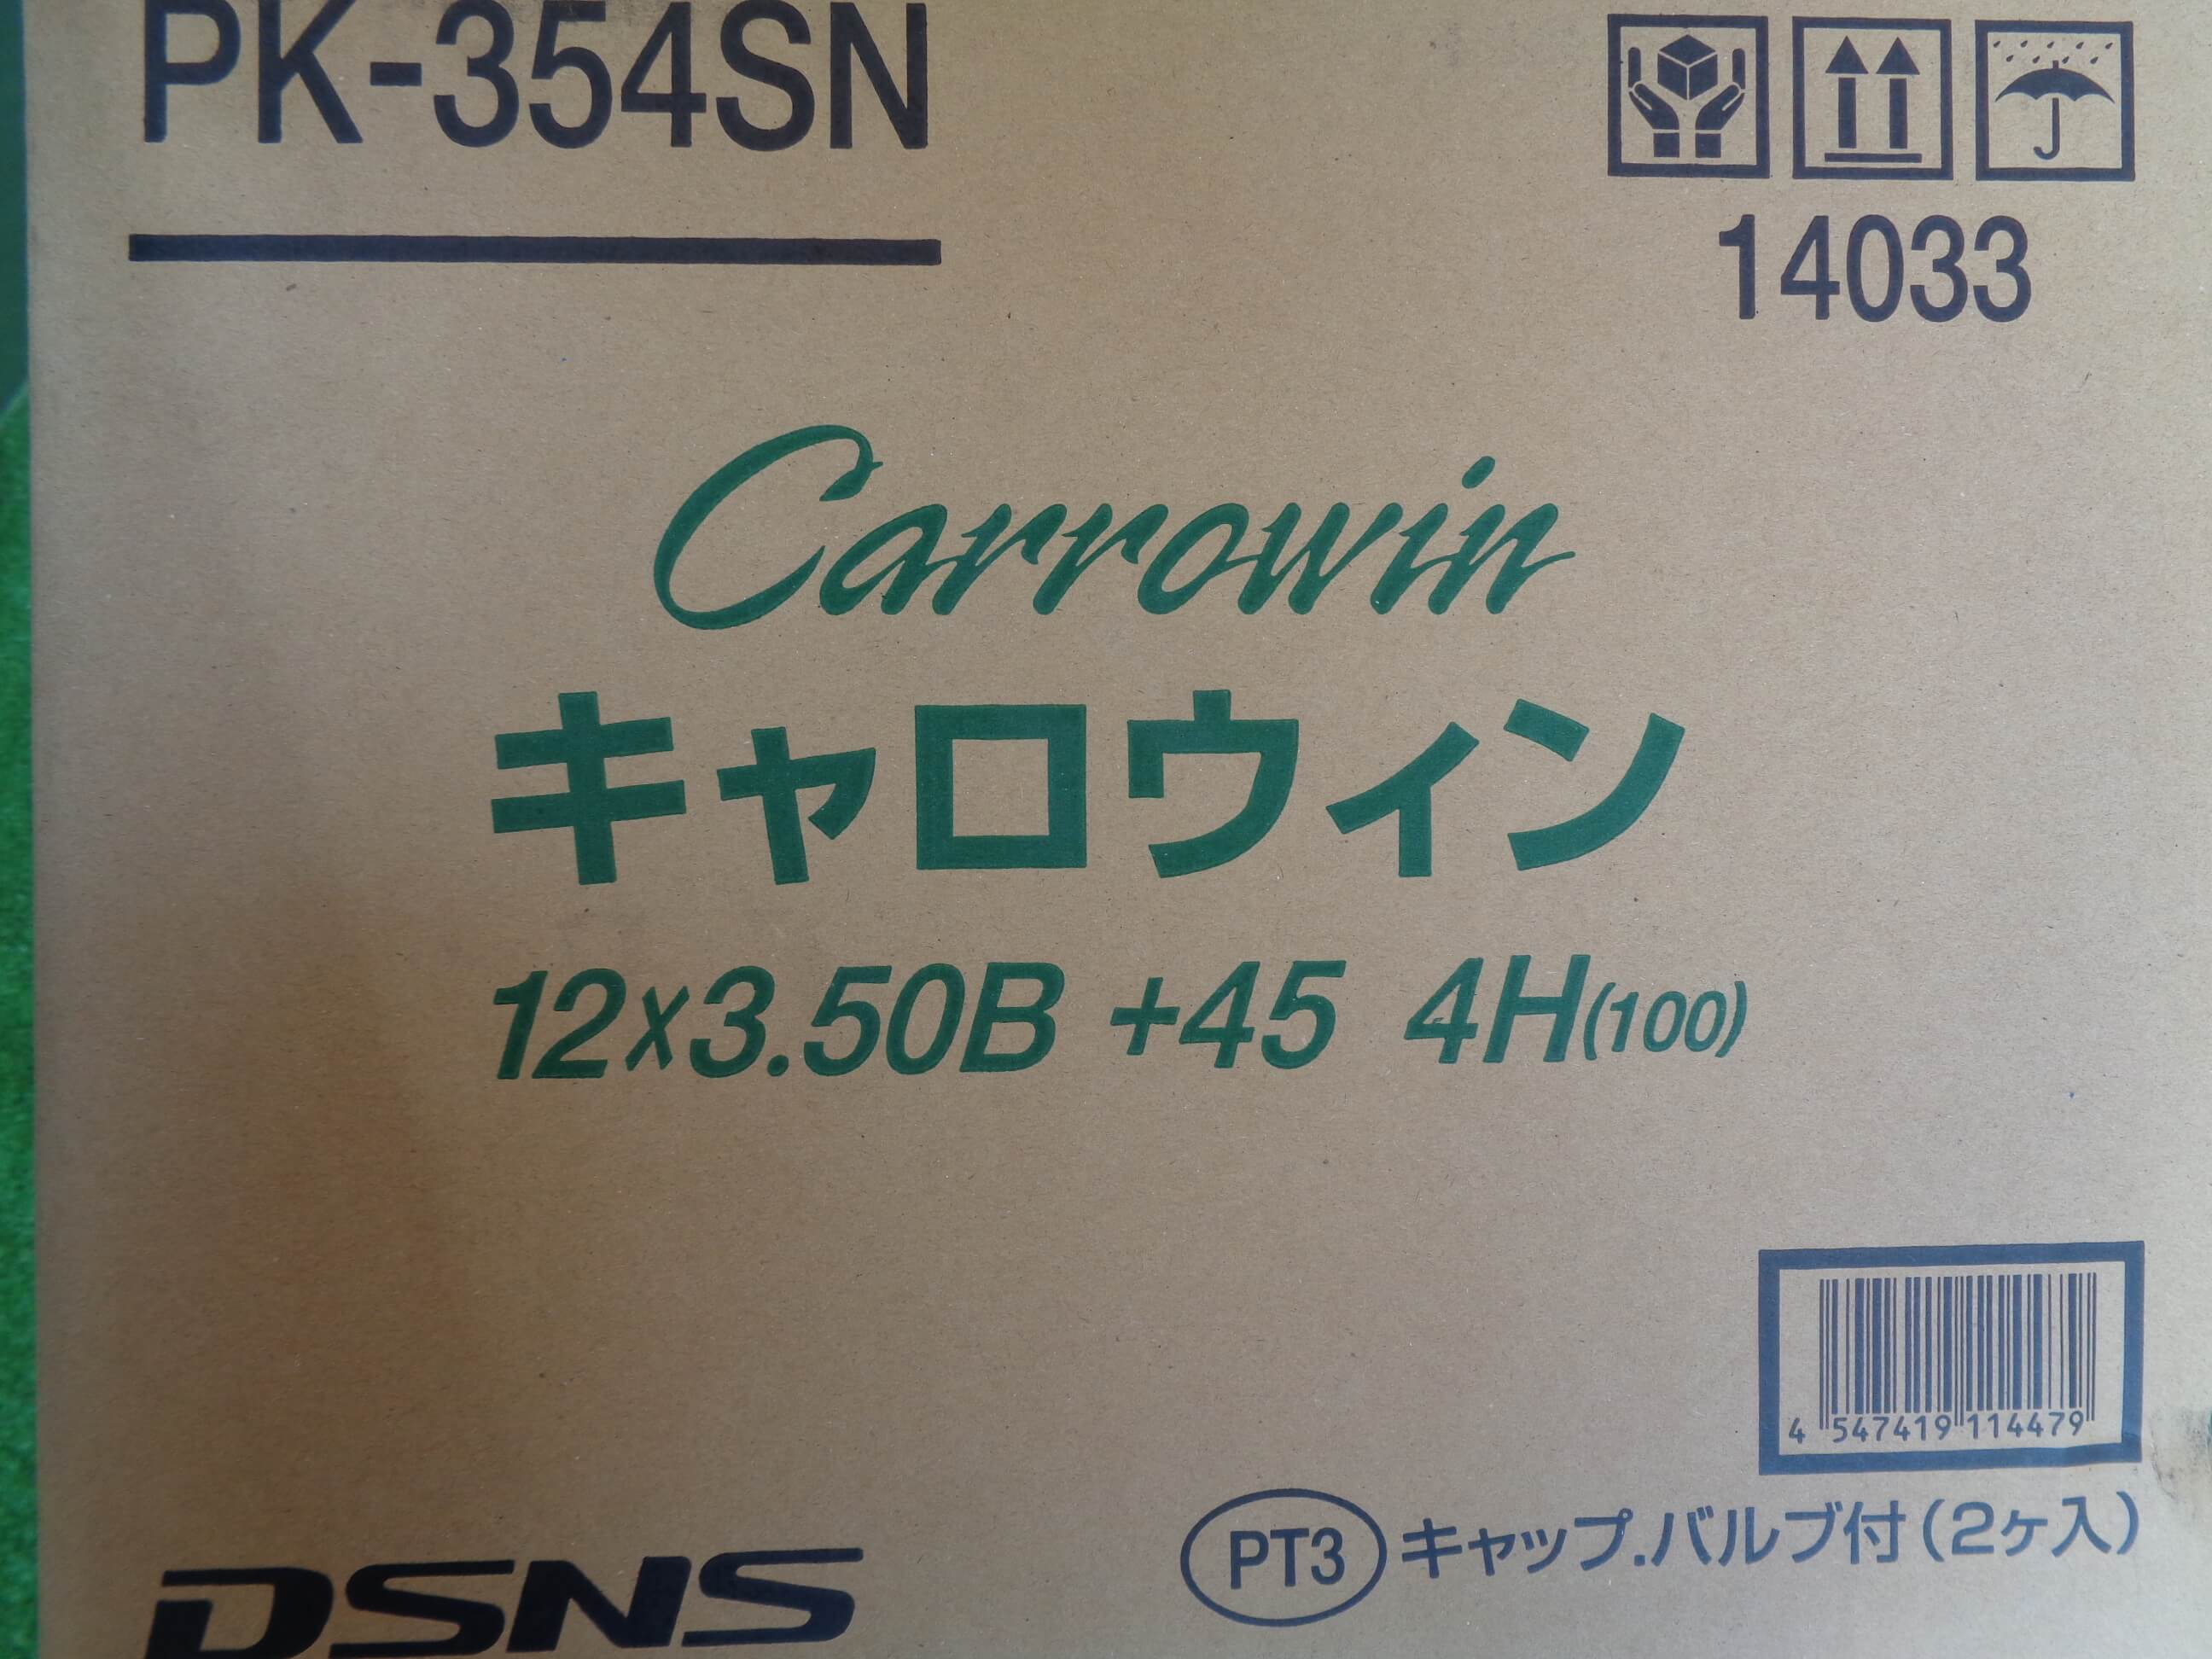 PK-354SN
14033
Carrowin
キャロウィン
12x3.50B +45 4H(100)
4 547419 114479
PT3 キャップ.バルブ付(2ヶ入)
DSNS